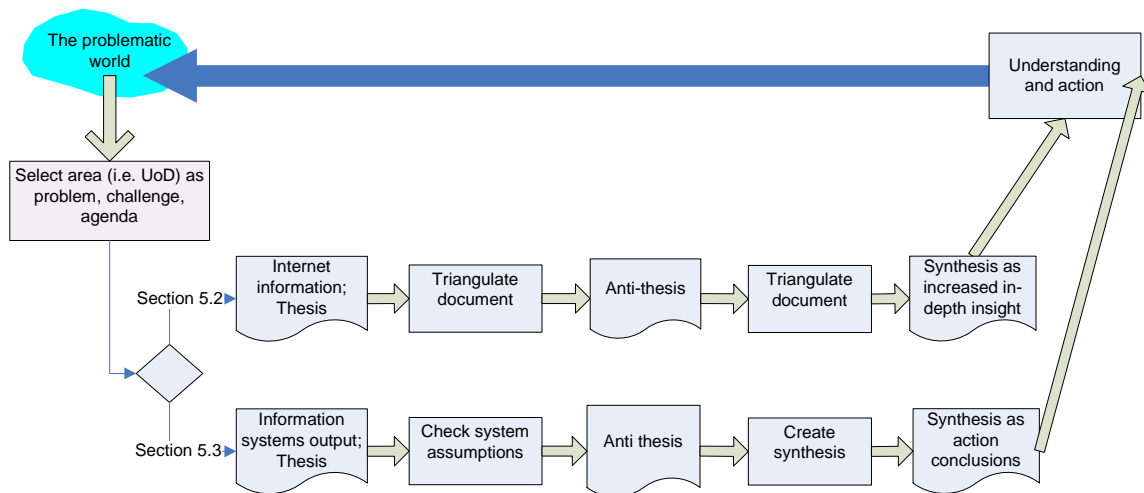 The problematic
world
Understanding
and action
Select area (i.e. UoD) as
problem, challenge,
agenda
Section 5.2
Internet
information;
Thesis
Triangulate
document
Anti-thesis
Triangulate
document
Synthesis as
increased in-
depth insight
Section 5.3
Information
systems output;
Thesis
Check system
assumptions
Anti thesis
Create
synthesis
Synthesis as
action
conclusions